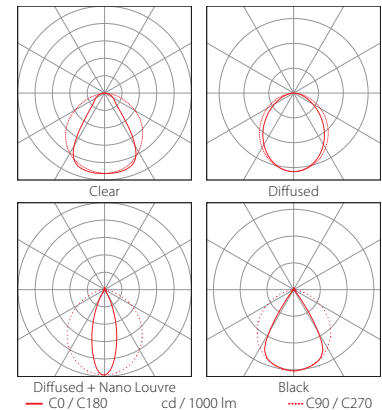 Clear
Diffused
Diffused + Nano Louvre
Black
C0 / C180
cd / 1000 lm
C90 / C270